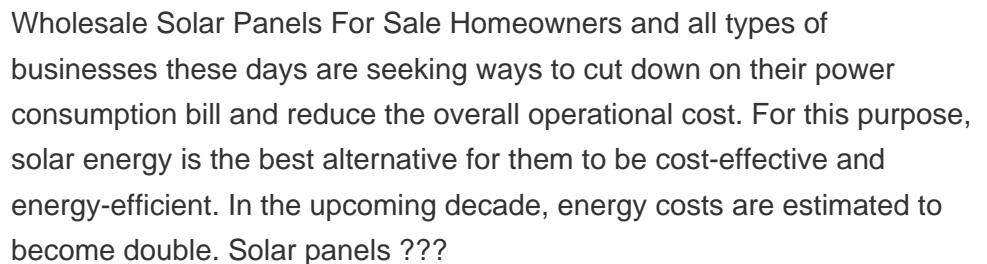 Wholesale Solar Panels For Sale Homeowners and all types of
businesses these days are seeking ways to cut down on their power
consumption bill and reduce the overall operational cost. For this purpose,
solar energy is the best alternative for them to be cost-effective and
energy-efficient. In the upcoming decade, energy costs are estimated to
become double. Solar panels ???